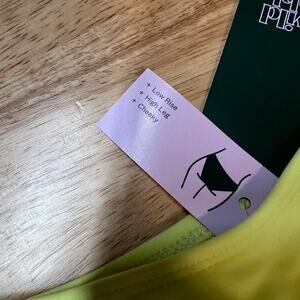 + Low Rise
+ High Leg
+ Cheeky